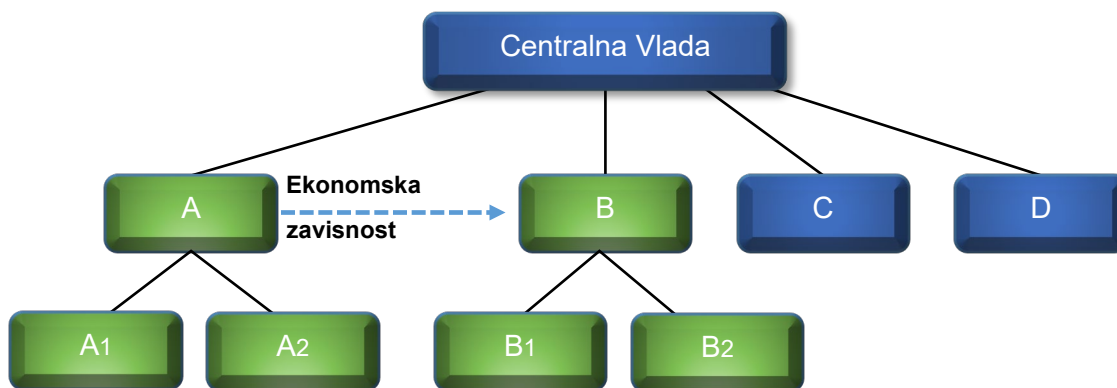 Centralna Vlada
A
Ekonomska
zavisnost
B
C
D
A1
A2
B1
B2